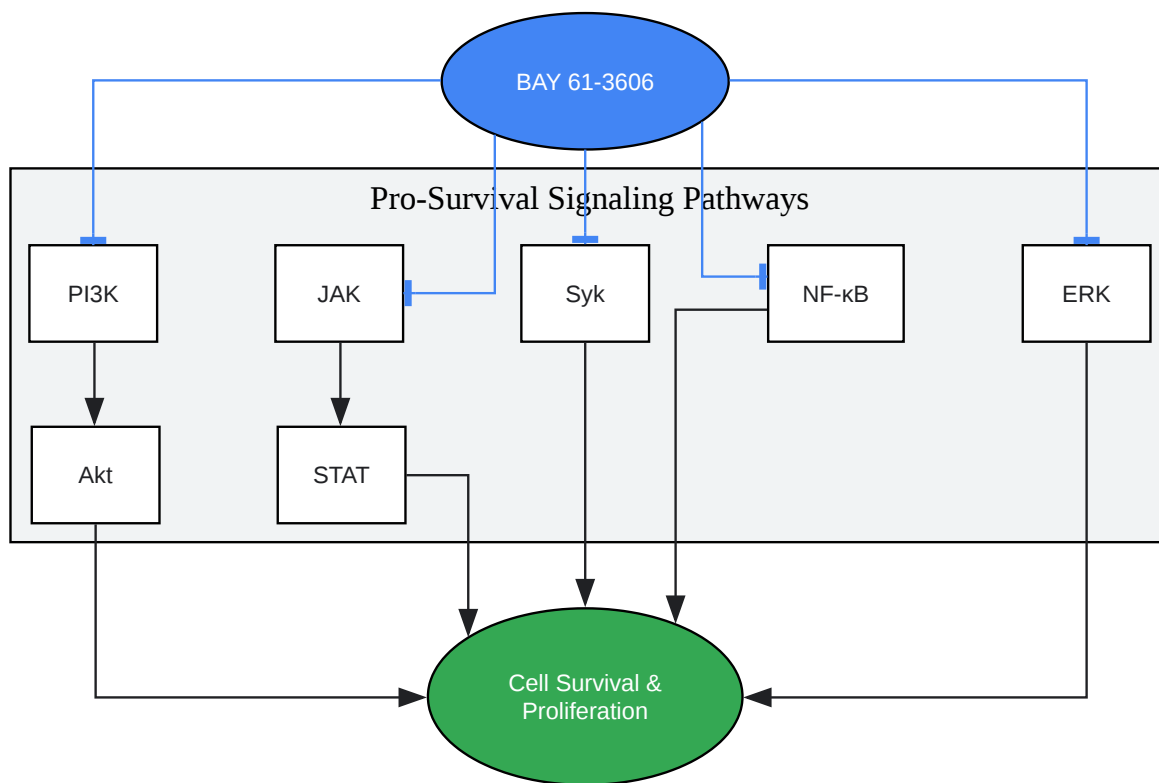 BAY 61-3606
Pro-Survival Signaling Pathways
PI3K
JAK
Syk
NF-κB
ERK
Akt
STAT
Cell Survival &
Proliferation